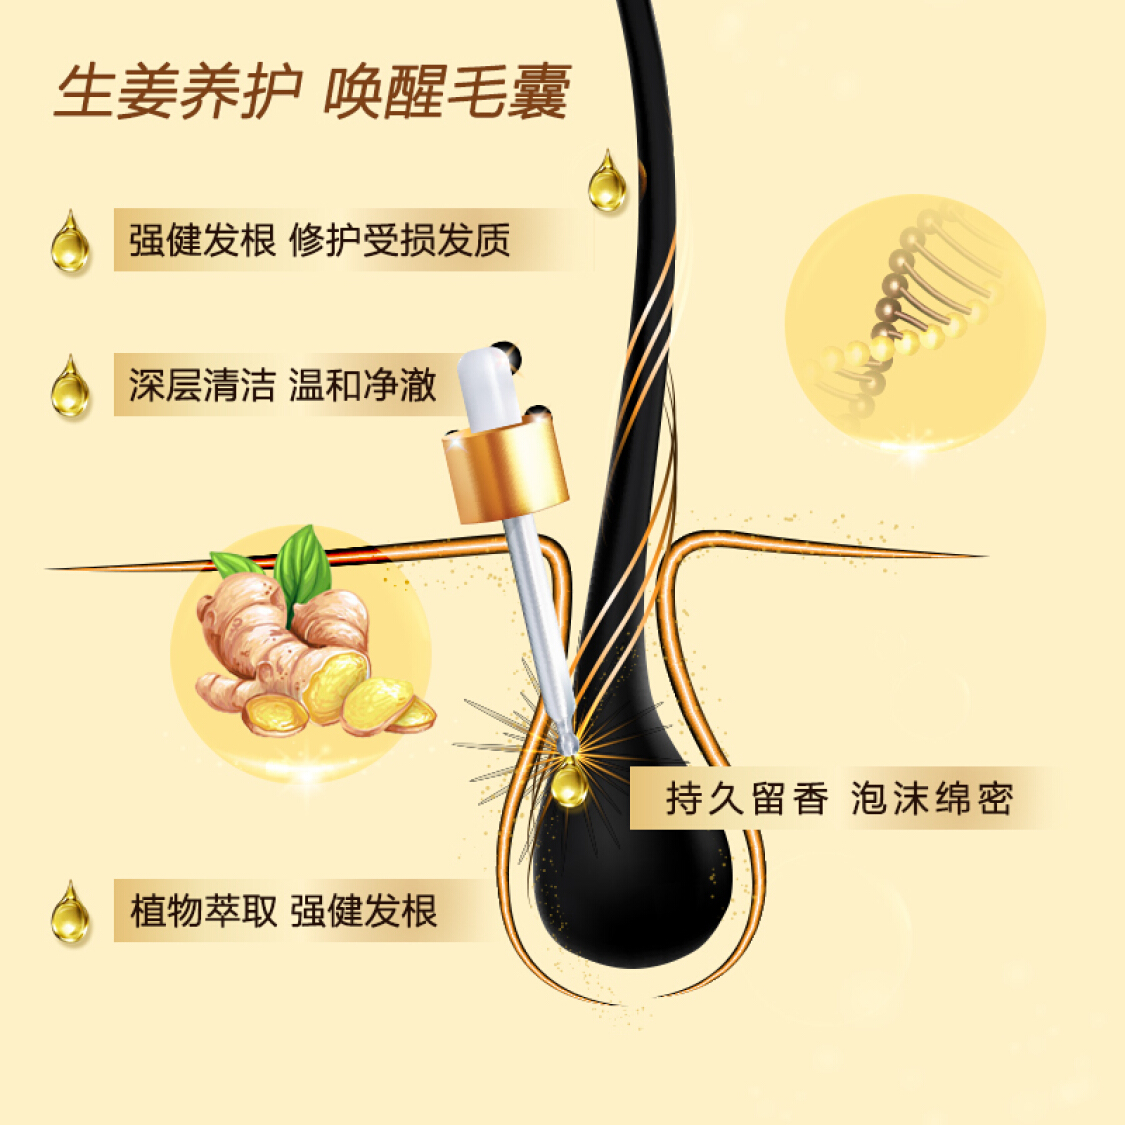 生姜养护 唤醒毛囊
强健发根 修护受损发质
深层清洁 温和净澈
持久留香 泡沫绵密
植物萃取 强健发根